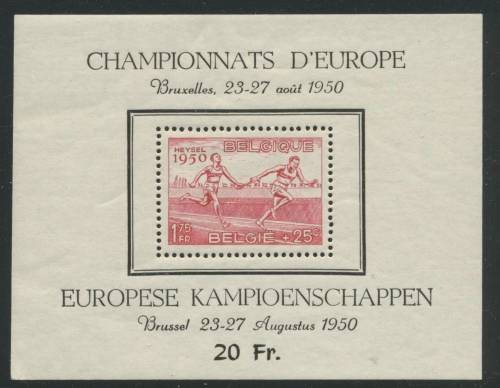 CHAMPIONNATS D'EUROPE
Bruxelles, 23-27 août 1950
HEYSEL BELGIQUE
1950
1.75 FR BELGIË +25c
EUROPESE KAMPIOENSCHAPPEN
Brussel 23-27 Augustus 1950
20 Fr.